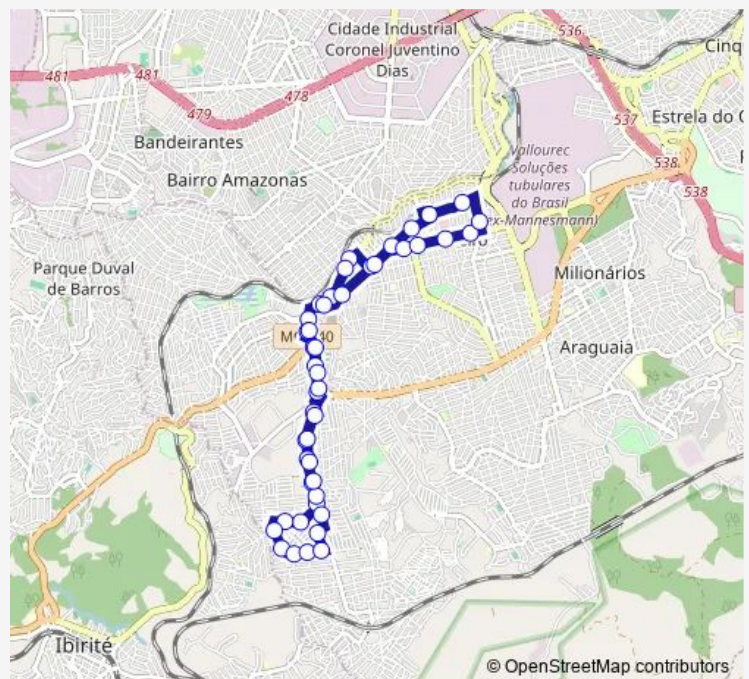 Cidade Industrial
Coronel Juventino
Dias
536
Cinq
481
481
479
478
537
Estrela do
Bandeirantes
Vallourec
Soluções
tubulares
do Brasil
(ex-Mannesmann)
538
538
Bairro Amazonas
Parque Duval
de Barros
Milionários
Araguaia
Ibirité
© OpenStreetMap contributors